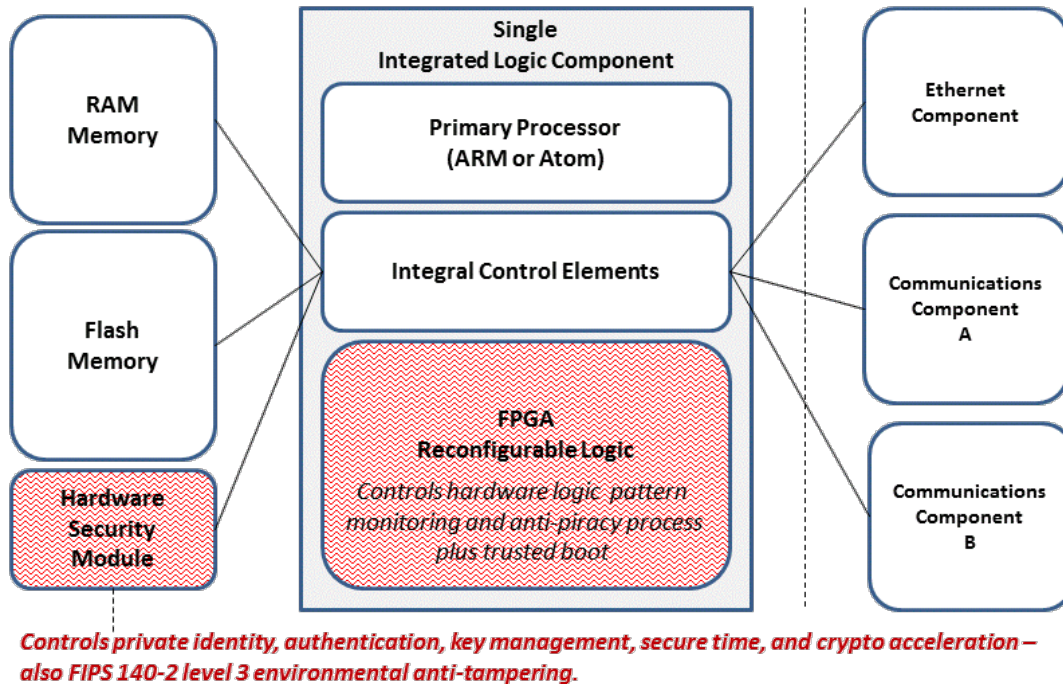 RAM
Memory
Flash
Memory
Hardware
Security
Module
Single
Integrated Logic Component
Primary Processor
(ARM or Atom)
Integral Control Elements
FPGA
Reconfigurable Logic
Controls hardware logic pattern
monitoring and anti-piracy process
plus trusted boot
Ethernet
Component
Communications
Component
A
Communications
Component
B
Controls private identity, authentication, key management, secure time, and crypto acceleration –
also FIPS 140-2 level 3 environmental anti-tampering.